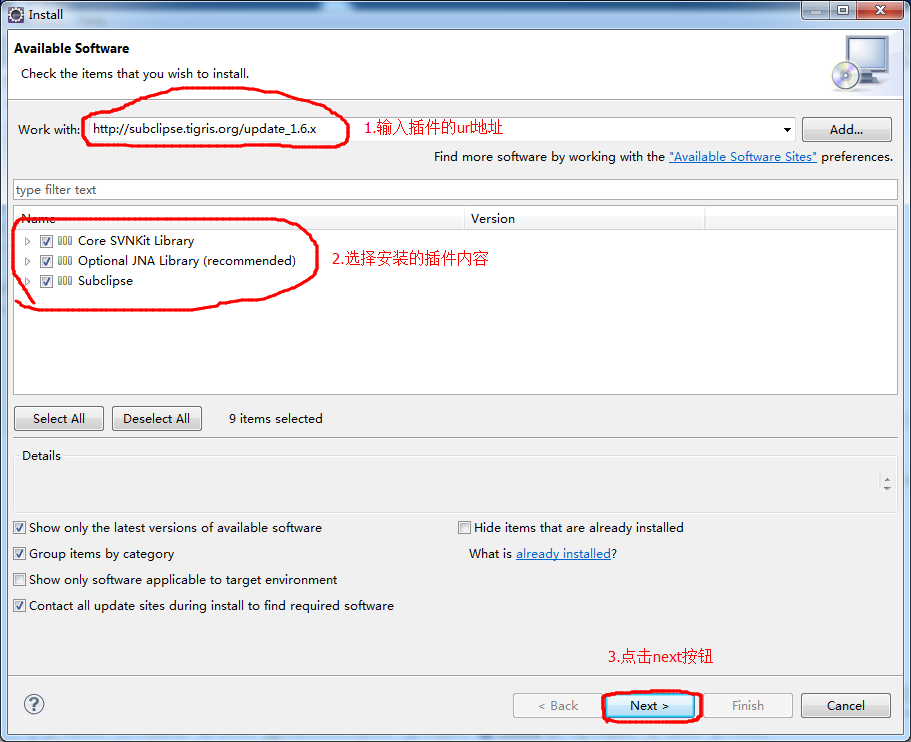 Install
Available Software
Check the items that you wish to install.
Work with: http://subclipse.tigris.org/update_1.6.x 1.输入插件的url地址 Add...
Find more software by working with the "Available Software Sites" preferences.
type filter text
Name Version
Core SVNKit Library
Optional JNA Library (recommended) 2.选择安装的插件内容
Subclipse
Select All Deselect All 9 items selected
Details
Show only the latest versions of available software Hide items that are already installed
Group items by category What is already installed?
Show only software applicable to target environment
Contact all update sites during install to find required software
3.点击next按钮
? < Back Next > Finish Cancel